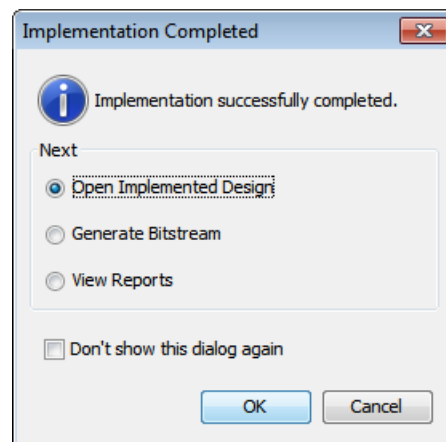 Implementation Completed
Implementation successfully completed.
Next
Open Implemented Design
Generate Bitstream
View Reports
Don't show this dialog again
OK
Cancel